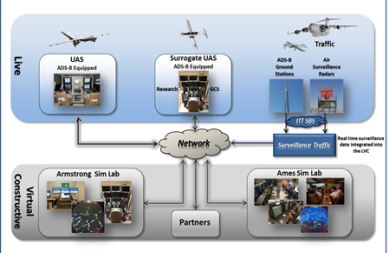 Live
UAS
ADS-B Equipped
Surrogate UAS
ADS-B Equipped
Research
GCS
Traffic
ADS-B
Ground
Stations
Air
Surveillance
Radars
ITT SBS
Network
Surveillance Traffic
Real time surveillance
data integrated into
the LVC
Virtual
Constructive
Armstrong Sim Lab
Partners
Ames Sim Lab